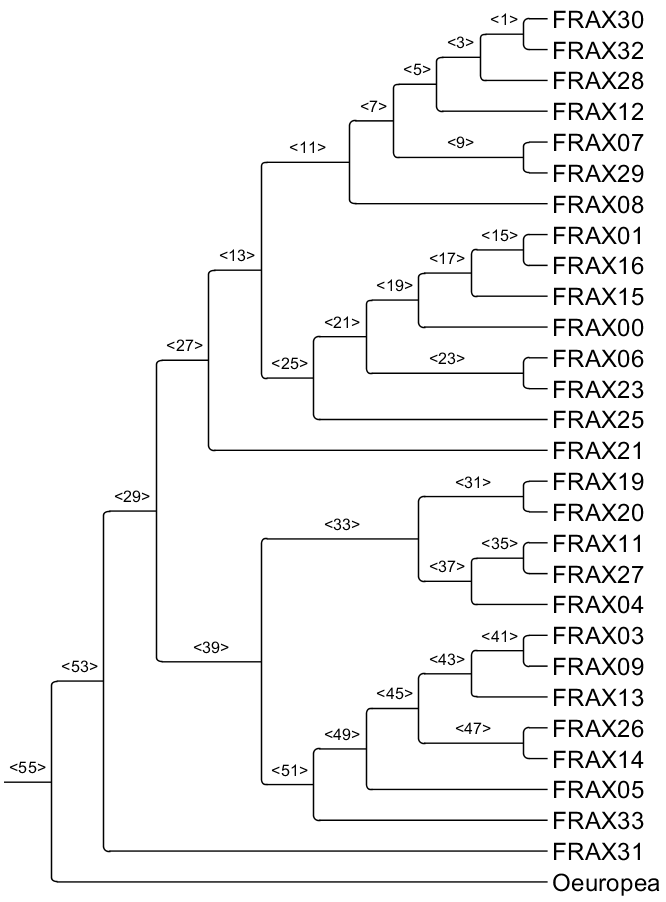 <1> FRAX30
<3> FRAX32
<5> FRAX28
<7> FRAX12
<9> FRAX07
FRAX29
<11>
FRAX08
<15> FRAX01
<13> <17> FRAX16
<19> FRAX15
<21> FRAX00
<27> <25> <23> FRAX06
FRAX23
FRAX25
FRAX21
<29> <31> FRAX19
<33> FRAX20
<35> FRAX11
<37> FRAX27
FRAX04
<39> <41> FRAX03
<53> <43> FRAX09
<45> FRAX13
<49> <47> FRAX26
<55> <51> FRAX14
FRAX05
FRAX33
FRAX31
Oeuropea